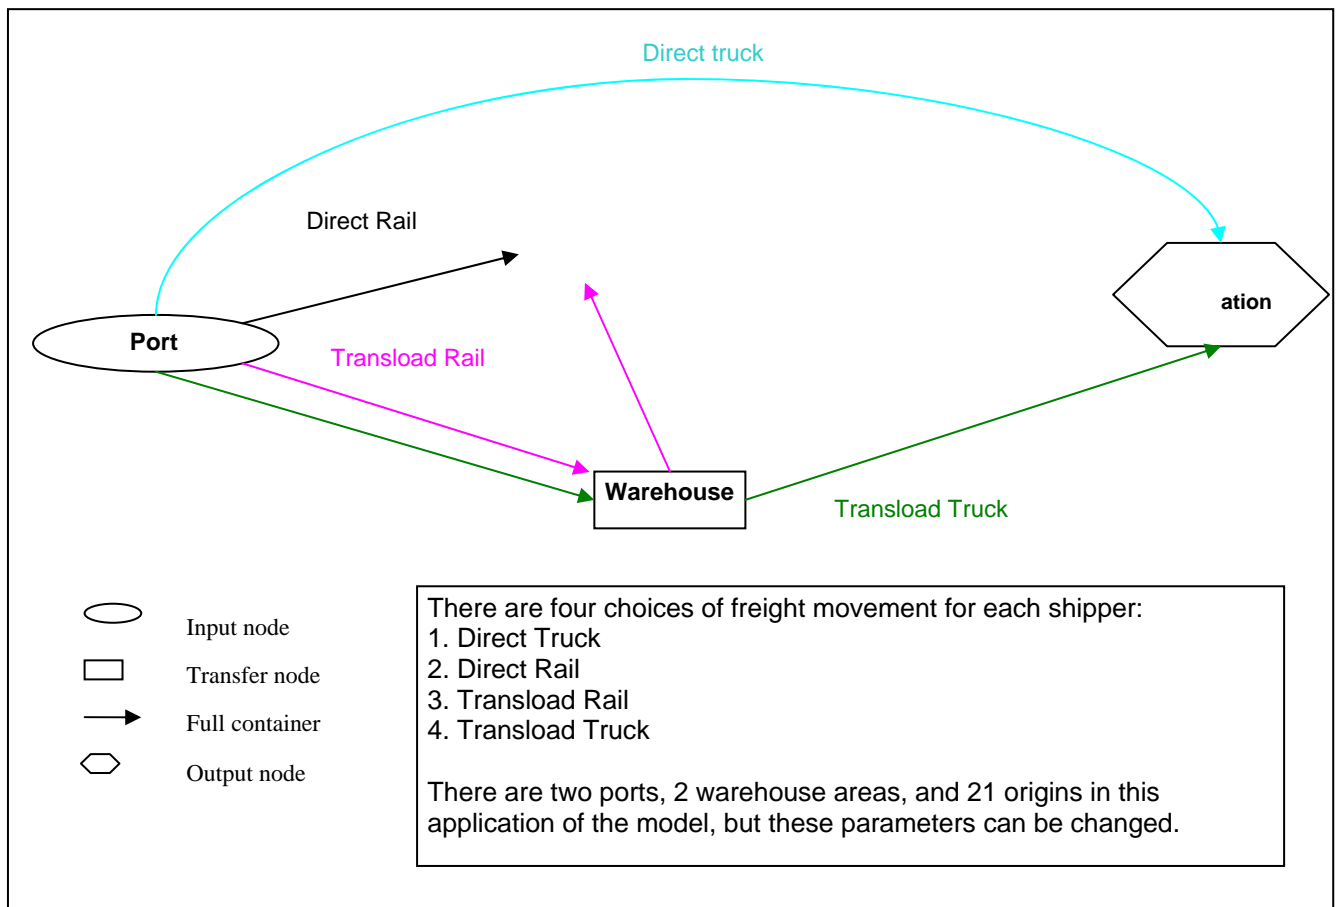 Direct truck
Direct Rail
ation
Port
Transload Rail
Warehouse
Transload Truck
Input node
Transfer node
Full container
Output node
There are four choices of freight movement for each shipper:
1. Direct Truck
2. Direct Rail
3. Transload Rail
4. Transload Truck
There are two ports, 2 warehouse areas, and 21 origins in this
application of the model, but these parameters can be changed.